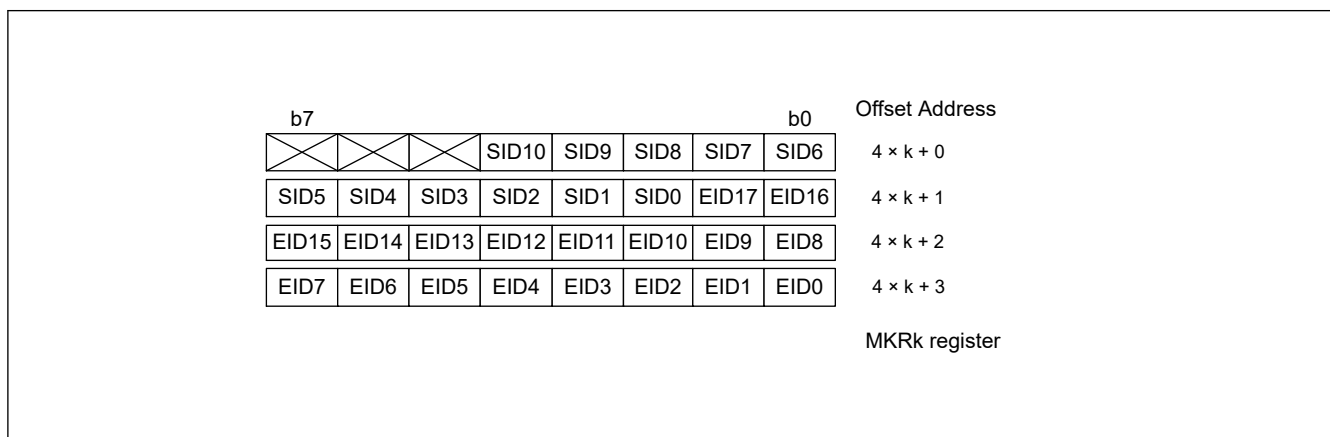 b7 b0 Offset Address
SID10 SID9 SID8 SID7 SID6 4 × k + 0
SID5 SID4 SID3 SID2 SID1 SID0 EID17 EID16 4 × k + 1
EID15 EID14 EID13 EID12 EID11 EID10 EID9 EID8 4 × k + 2
EID7 EID6 EID5 EID4 EID3 EID2 EID1 EID0 4 × k + 3
MKRk register